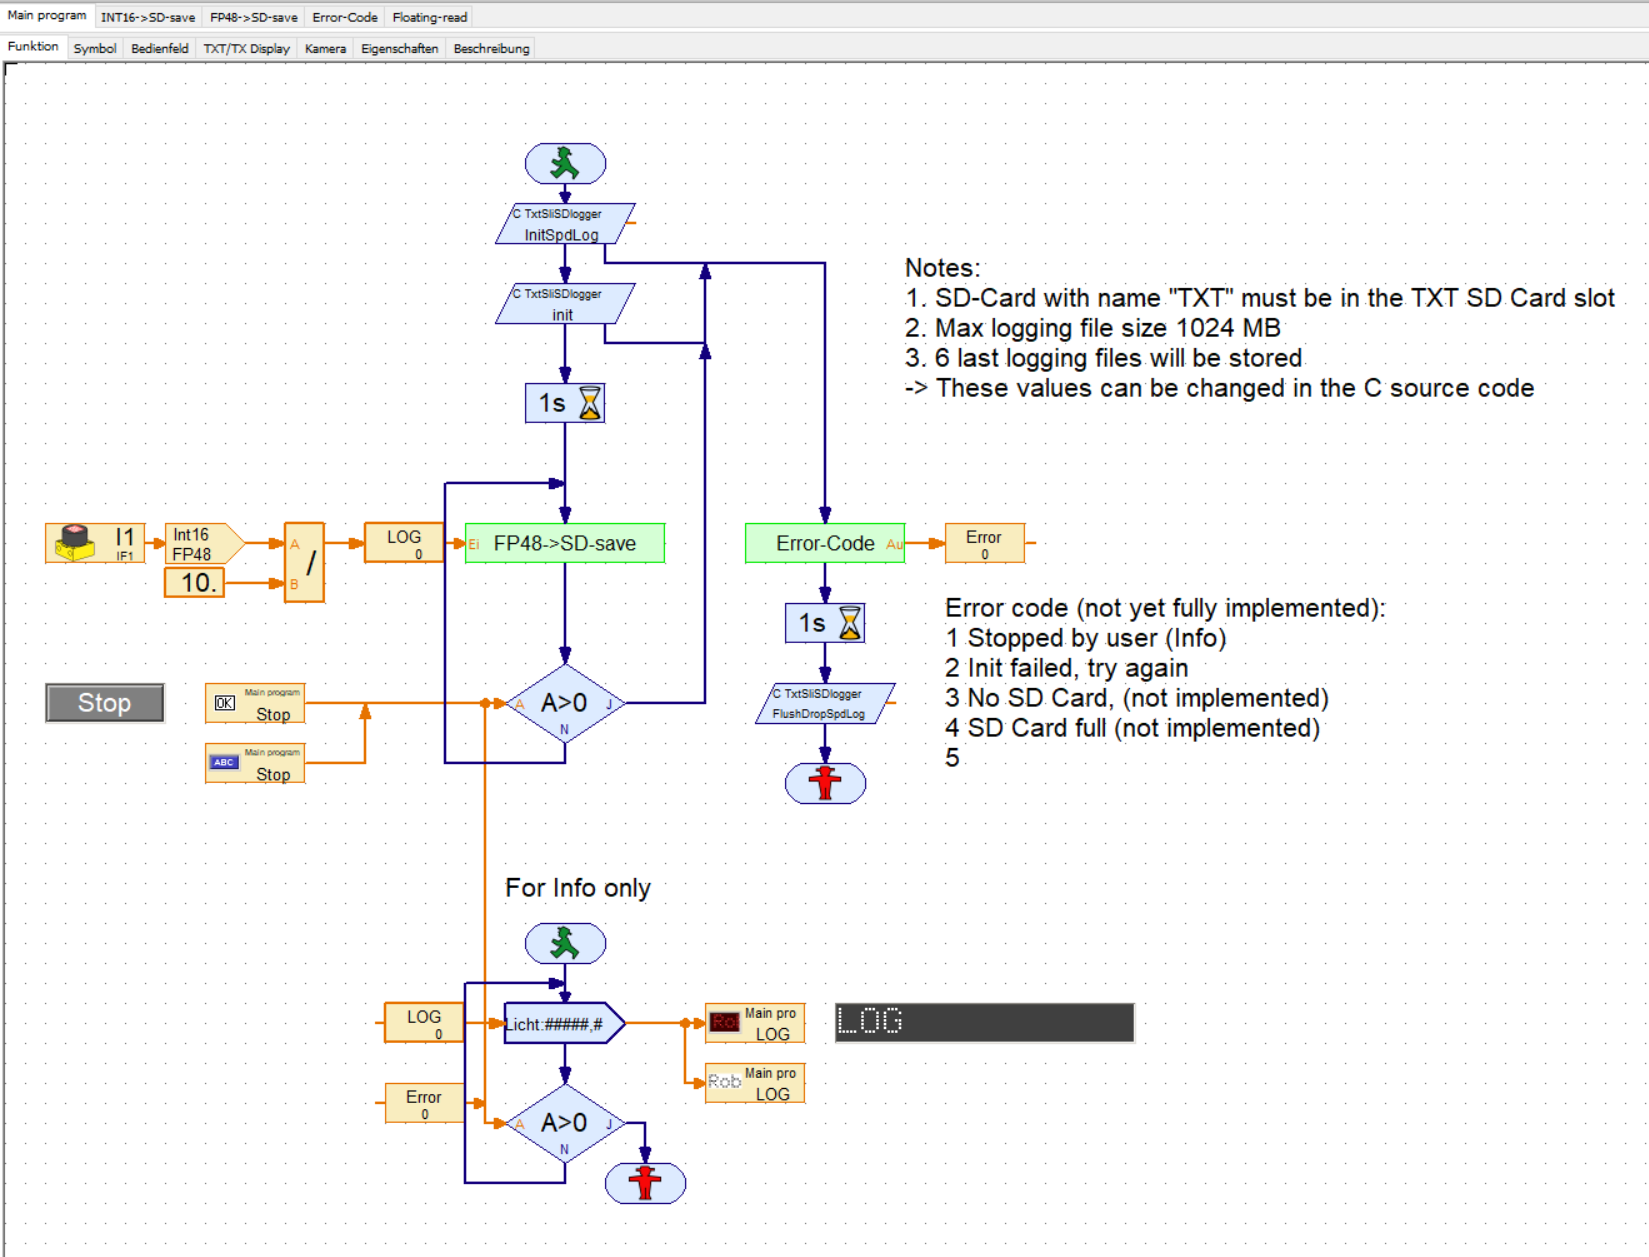 Main program INT16->SD-save FP48->SD-save Error-Code Floating-read
Funktion Symbol Bedienfeld TXT/TX Display Kamera Eigenschaften Beschreibung
C TxtSliSDlogger
InitSpdLog
C TxtSliSDlogger
init
1s
Notes:
1. SD-Card with name "TXT" must be in the TXT SD Card slot
2. Max logging file size 1024 MB
3. 6 last logging files will be stored
-> These values can be changed in the C source code
I1
IF1
Int16
FP48
10.
A
B
/
LOG
0
Ei FP48->SD-save
Error-Code Au
Error
0
1s
C TxtSliSDlogger
FlushDropSpdLog
Error code (not yet fully implemented):
1 Stopped by user (Info)
2 Init failed, try again
3 No SD Card, (not implemented)
4 SD Card full (not implemented)
5
Stop
OK Main program
Stop
ABC Main program
Stop
A A>0 J
N
For Info only
LOG
0
Licht:#####,#
Rol Main pro
LOG
Rob Main pro
LOG
LOG
Error
0
A A>0 J
N